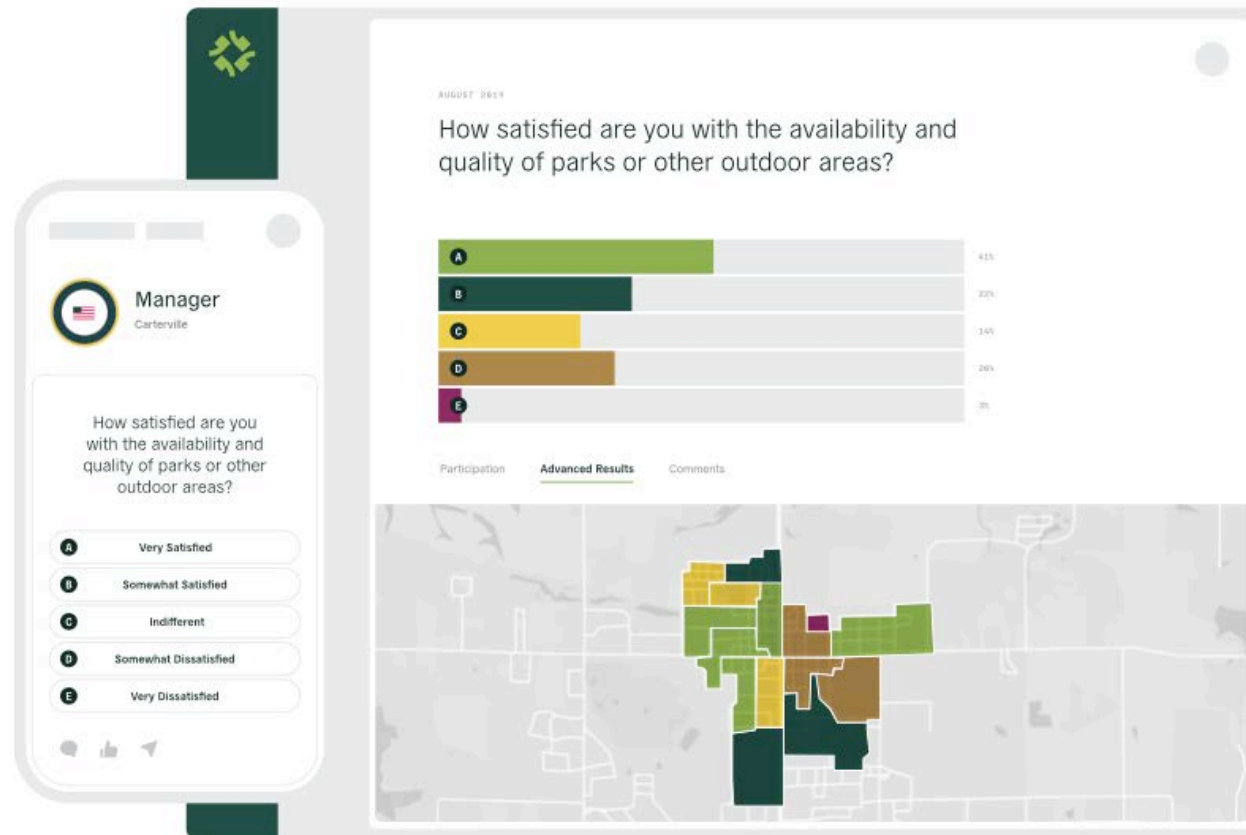 AUGUST 2019
How satisfied are you with the availability and
quality of parks or other outdoor areas?
A
41%
B
C
14%
D
E
Participation Advanced Results Comments
Manager
Carterville
How satisfied are you
with the availability and
quality of parks or other
outdoor areas?
A Very Satisfied
B Somewhat Satisfied
C Indifferent
D Somewhat Dissatisfied
E Very Dissatisfied